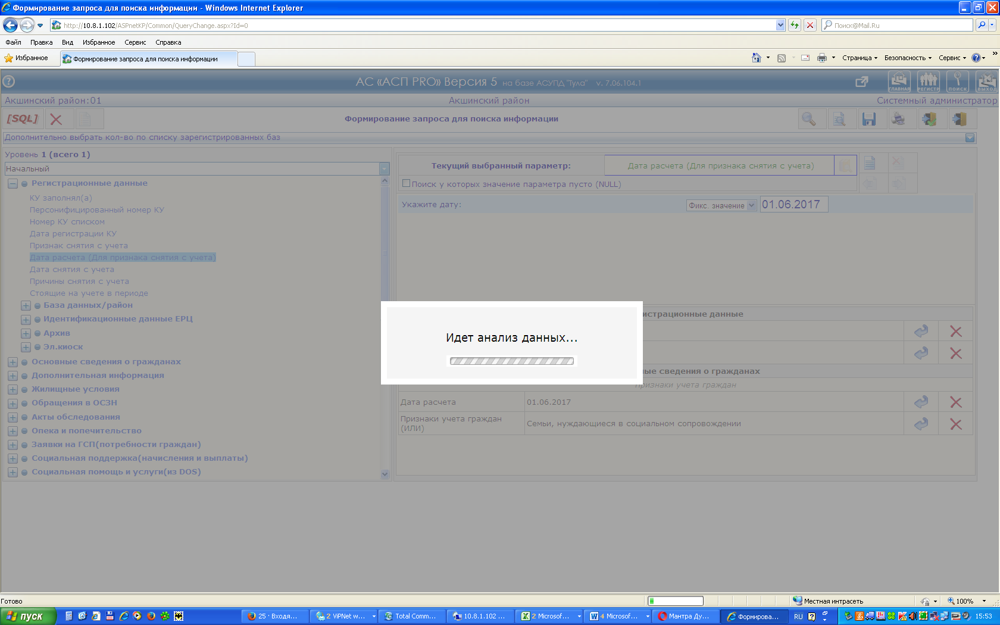 Формирование запроса для поиска информации - Windows Internet Explorer
http://10.8.1.102/ASPnetKP/Common/QueryChange.aspx?Id=0
Поиск@Mail.Ru
Файл Правка Вид Избранное Сервис Справка
Избранное
Формирование запроса для поиска информации
Страница Безопасность Сервис
АС «АСП PRO» Версия 5 на базе АСУПД "Тула" v. 7.06.104.1
ГЛАВНАЯ РЕГИСТР ПОИСК ВЫХОД
Акшинский район:01 Акшинский район Системный администратор
[SQL] Формирование запроса для поиска информации
Дополнительно выбрать кол-во по списку зарегистрированных баз
Уровень 1 (всего 1)
Начальный
Регистрационные данные
КУ заполнял(а)
Персонифицированный номер КУ
Номер КУ списком
Дата регистрации КУ
Признак снятия с учета
Дата расчета (Для признака снятия с учета)
Дата снятия с учета
Причины снятия с учета
Стоящие на учете в периоде
База данных/район
Идентификационные данные ЕРЦ
Архив
Эл.киоск
Основные сведения о гражданах
Дополнительная информация
Жилищные условия
Обращения в ОСЗН
Акты обследования
Опека и попечительство
Заявки на ГСП(потребности граждан)
Социальная поддержка(начисления и выплаты)
Социальная помощь и услуги(из DOS)
Текущий выбранный параметр: Дата расчета (Для признака снятия с учета)
Поиск у которых значение параметра пусто (NULL)
Укажите дату: Фикс. значение 01.06.2017
истрационные данные
Идет анализ данных...
ные сведения о гражданах
Признаки учета граждан
Дата расчета 01.06.2017
Признаки учета граждан
(ИЛИ)
Семьи, нуждающиеся в социальном сопровождении
Готово Местная интрасеть 100%
пуск 25 · Входя... 2 ViPNet w... Total Comm... 10.8.1.102 ... 2 Microsof... 4 Microsof... Мантра Ду... Формирова... RU 15:53